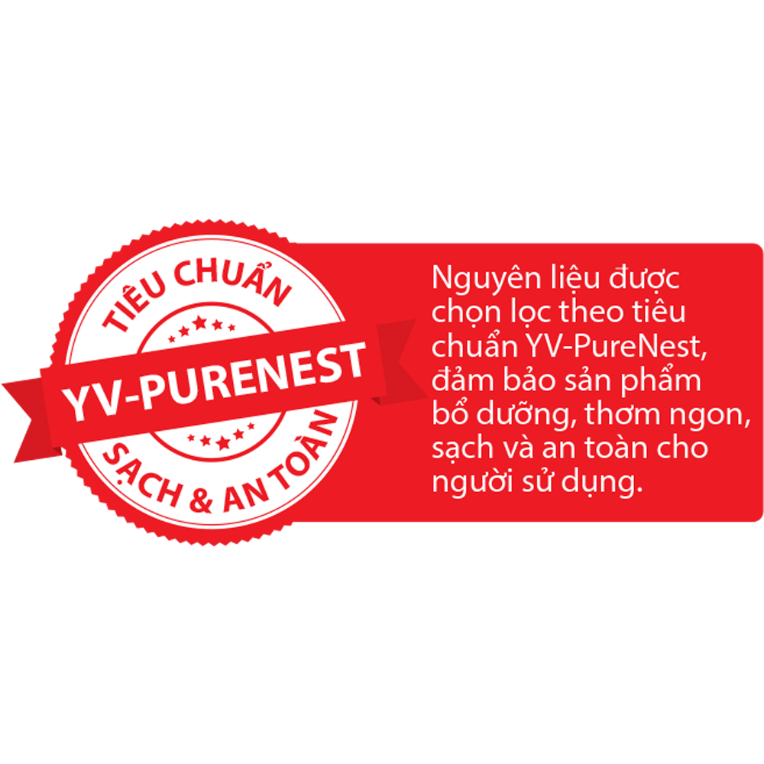 TIÊU CHUẨN
YV-PURENEST
SẠCH & AN TOÀN
Nguyên liệu được
chọn lọc theo tiêu
chuẩn YV-PureNest,
đảm bảo sản phẩm
bổ dưỡng, thơm ngon,
sạch và an toàn cho
người sử dụng.